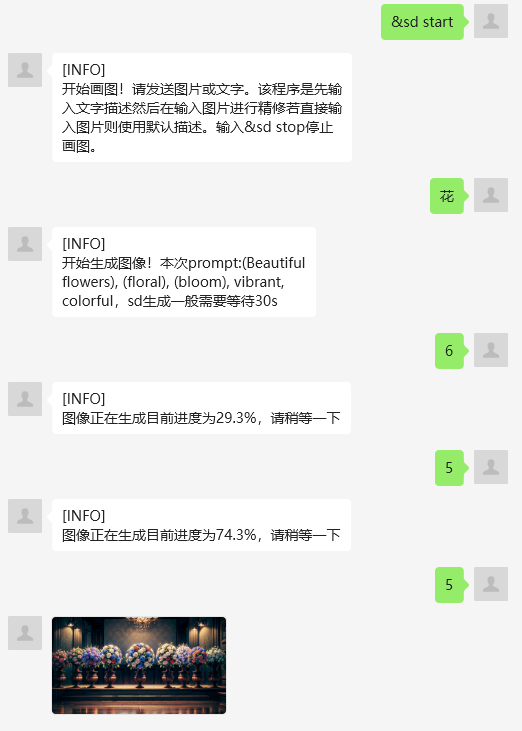 &sd start
[INFO]
开始画图！请发送图片或文字。该程序是先输
入文字描述然后在输入图片进行精修若直接输
入图片则使用默认描述。输入&sd stop停止
画图。
花
[INFO]
开始生成图像！本次prompt:(Beautiful
flowers), (floral), (bloom), vibrant,
colorful，sd生成一般需要等待30s
6
[INFO]
图像正在生成目前进度为29.3%，请稍等一下
5
[INFO]
图像正在生成目前进度为74.3%，请稍等一下
5